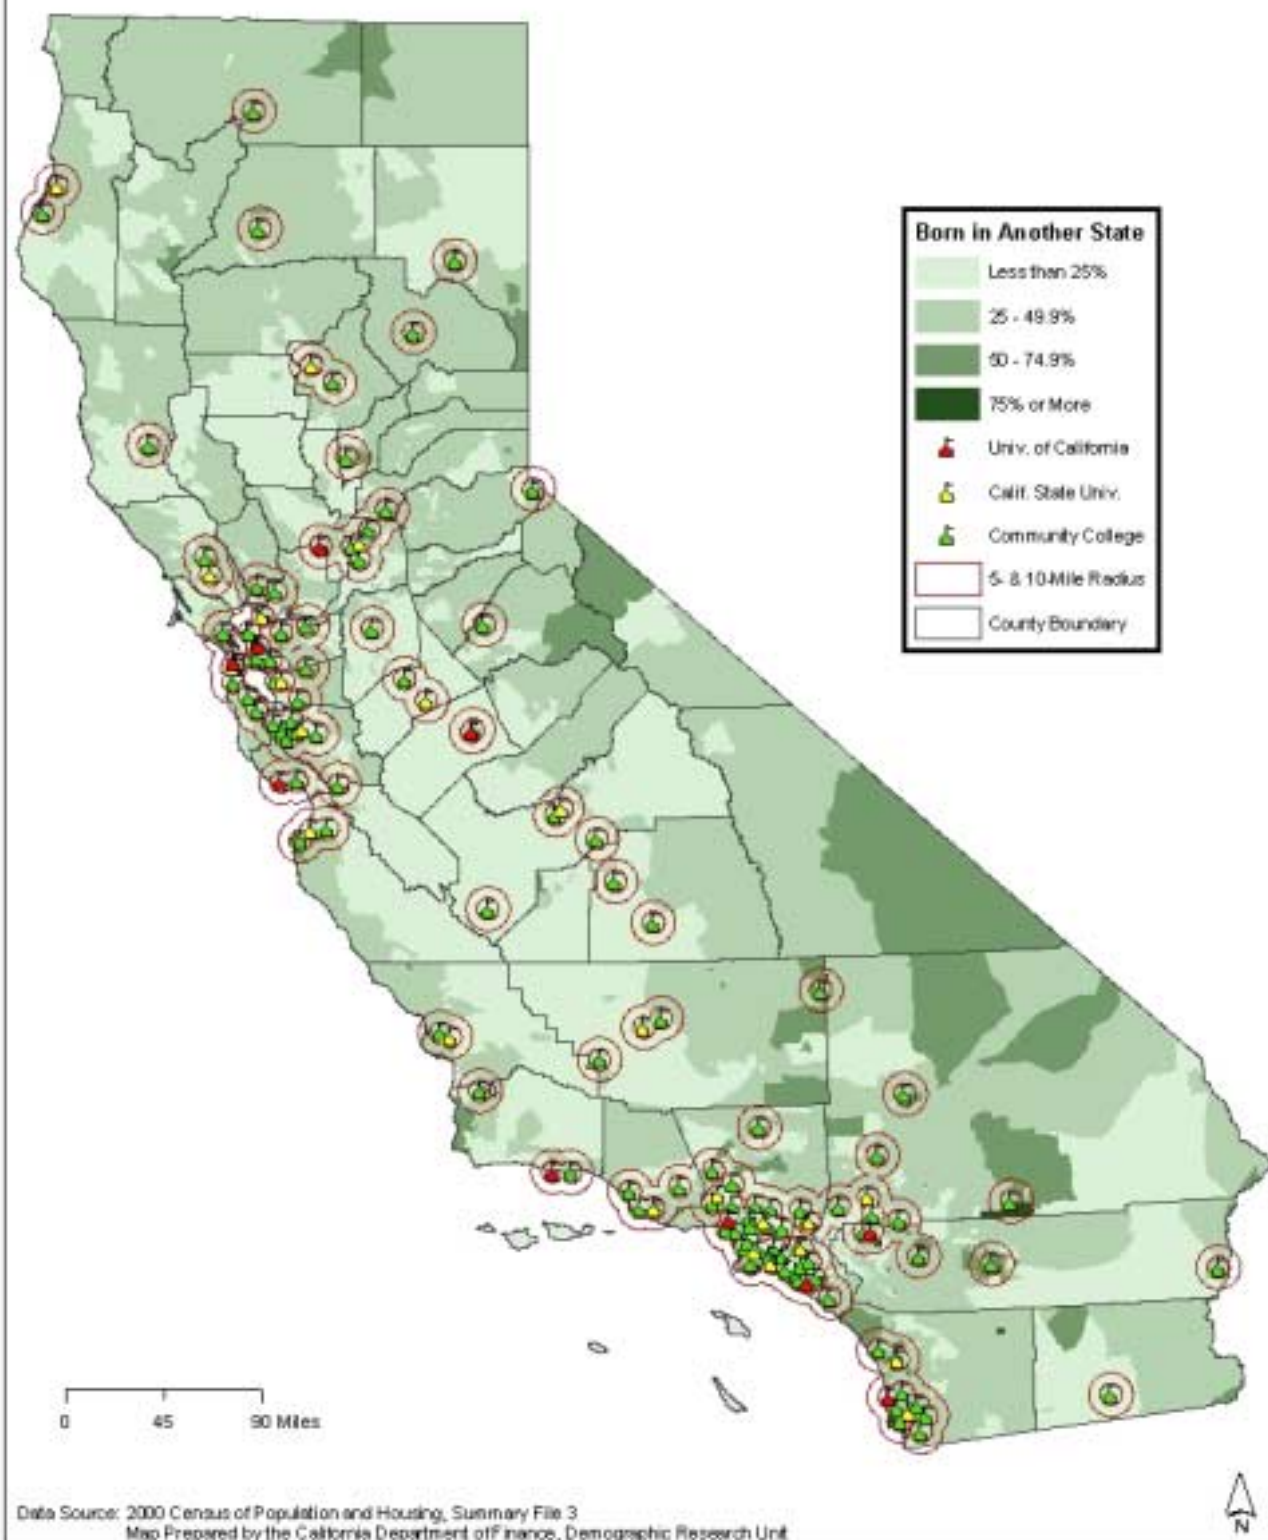 Born in Another State
Less than 25%
25 - 49.9%
50 - 74.9%
75% or More
Univ. of California
Calif. State Univ.
Community College
5- & 10-Mile Radius
County Boundary
0 45 90 Miles
N
Data Source: 2000 Census of Population and Housing, Summary File 3
Map Prepared by the California Department of Finance, Demographic Research Unit